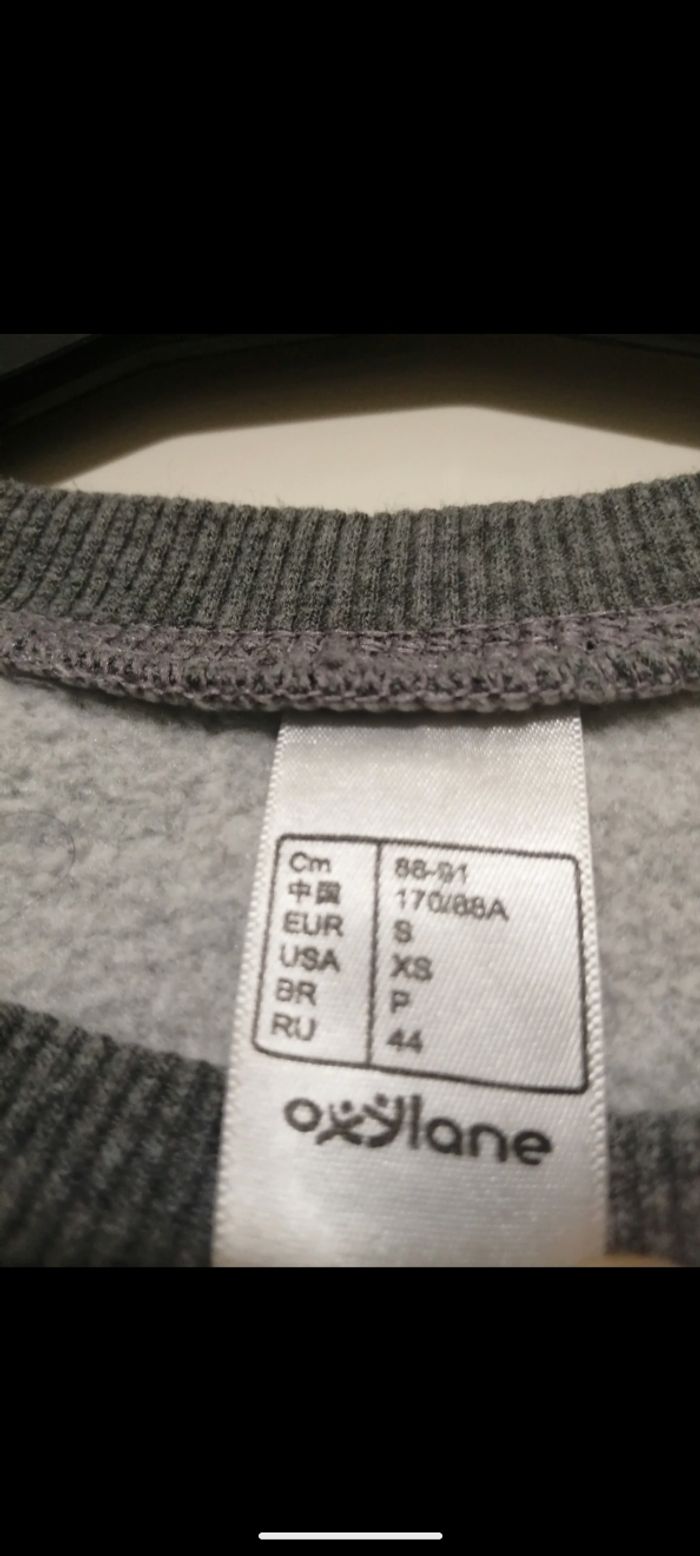 Cm 88-91
中国 170/88A
EUR S
USA XS
BR P
RU 44
oxylane